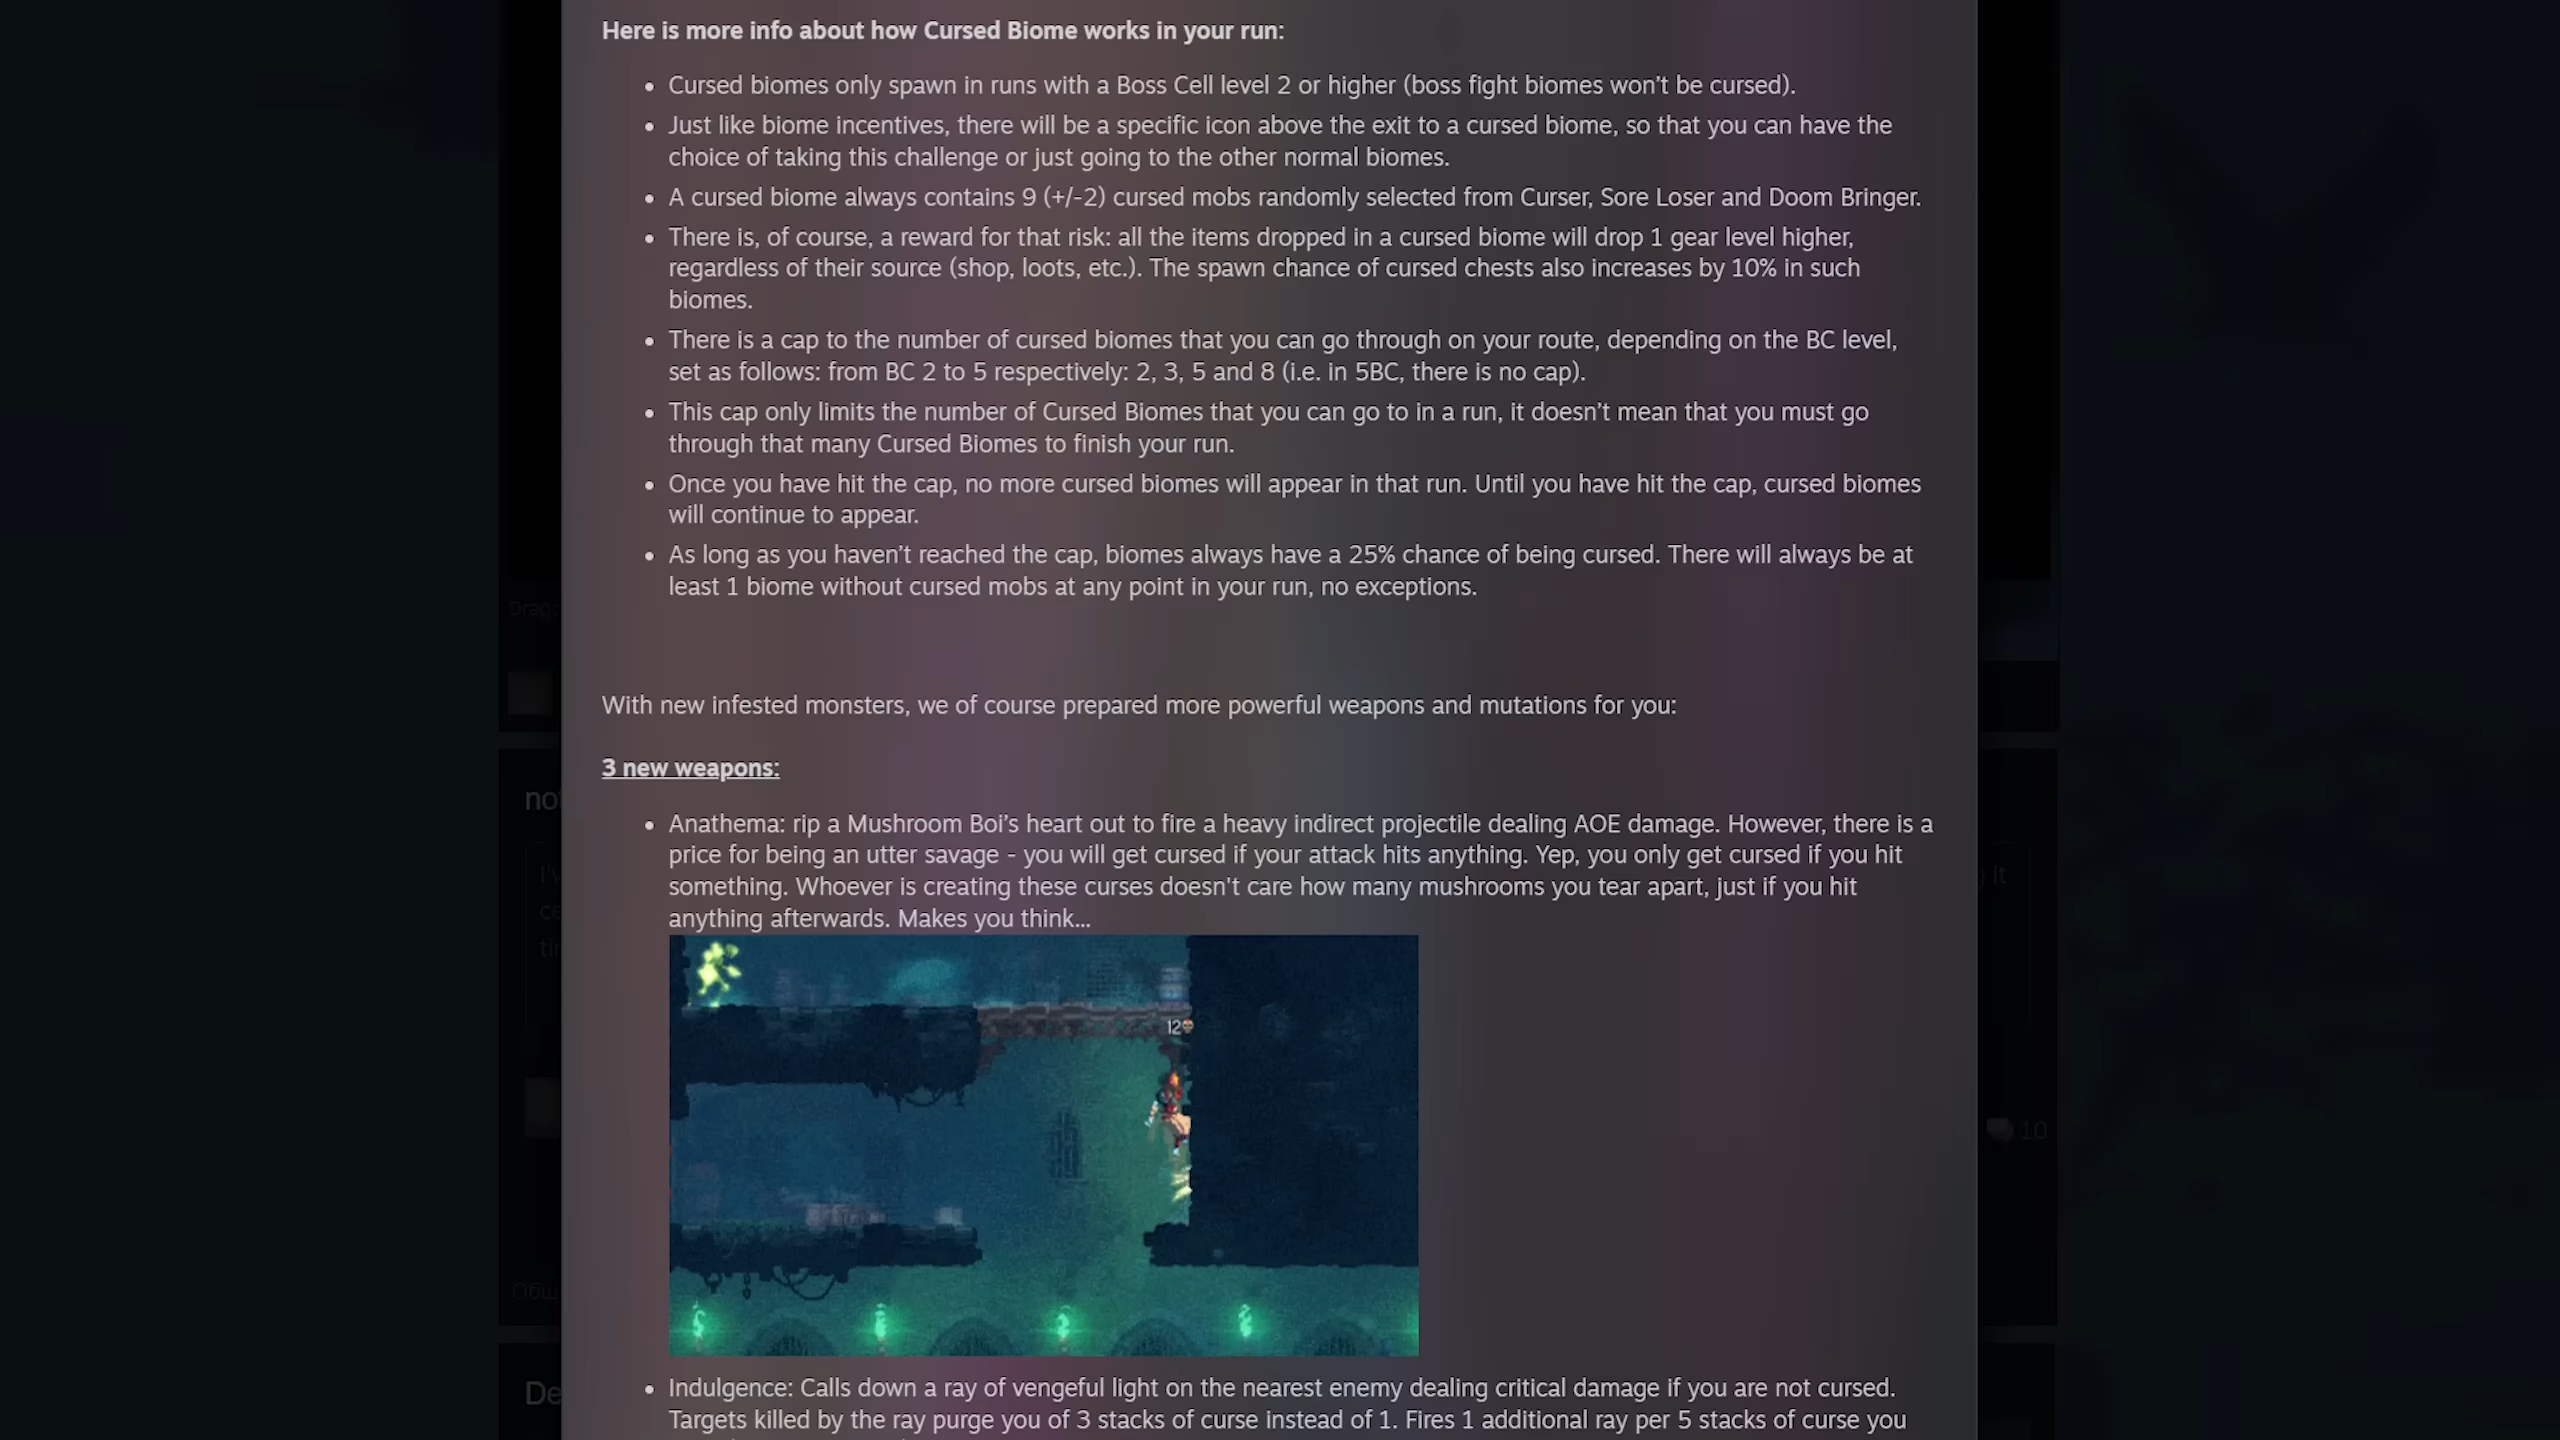 Here is more info about how Cursed Biome works in your run:
• Cursed biomes only spawn in runs with a Boss Cell level 2 or higher (boss fight biomes won’t be cursed).
• Just like biome incentives, there will be a specific icon above the exit to a cursed biome, so that you can have the
choice of taking this challenge or just going to the other normal biomes.
• A cursed biome always contains 9 (+/-2) cursed mobs randomly selected from Curser, Sore Loser and Doom Bringer.
• There is, of course, a reward for that risk: all the items dropped in a cursed biome will drop 1 gear level higher,
regardless of their source (shop, loots, etc.). The spawn chance of cursed chests also increases by 10% in such
biomes.
• There is a cap to the number of cursed biomes that you can go through on your route, depending on the BC level,
set as follows: from BC 2 to 5 respectively: 2, 3, 5 and 8 (i.e. in 5BC, there is no cap).
• This cap only limits the number of Cursed Biomes that you can go to in a run, it doesn’t mean that you must go
through that many Cursed Biomes to finish your run.
• Once you have hit the cap, no more cursed biomes will appear in that run. Until you have hit the cap, cursed biomes
will continue to appear.
• As long as you haven’t reached the cap, biomes always have a 25% chance of being cursed. There will always be at
least 1 biome without cursed mobs at any point in your run, no exceptions.
With new infested monsters, we of course prepared more powerful weapons and mutations for you:
3 new weapons:
• Anathema: rip a Mushroom Boi’s heart out to fire a heavy indirect projectile dealing AOE damage. However, there is a
price for being an utter savage - you will get cursed if your attack hits anything. Yep, you only get cursed if you hit
something. Whoever is creating these curses doesn't care how many mushrooms you tear apart, just if you hit
anything afterwards. Makes you think...
12
10
• Indulgence: Calls down a ray of vengeful light on the nearest enemy dealing critical damage if you are not cursed.
Targets killed by the ray purge you of 3 stacks of curse instead of 1. Fires 1 additional ray per 5 stacks of curse you